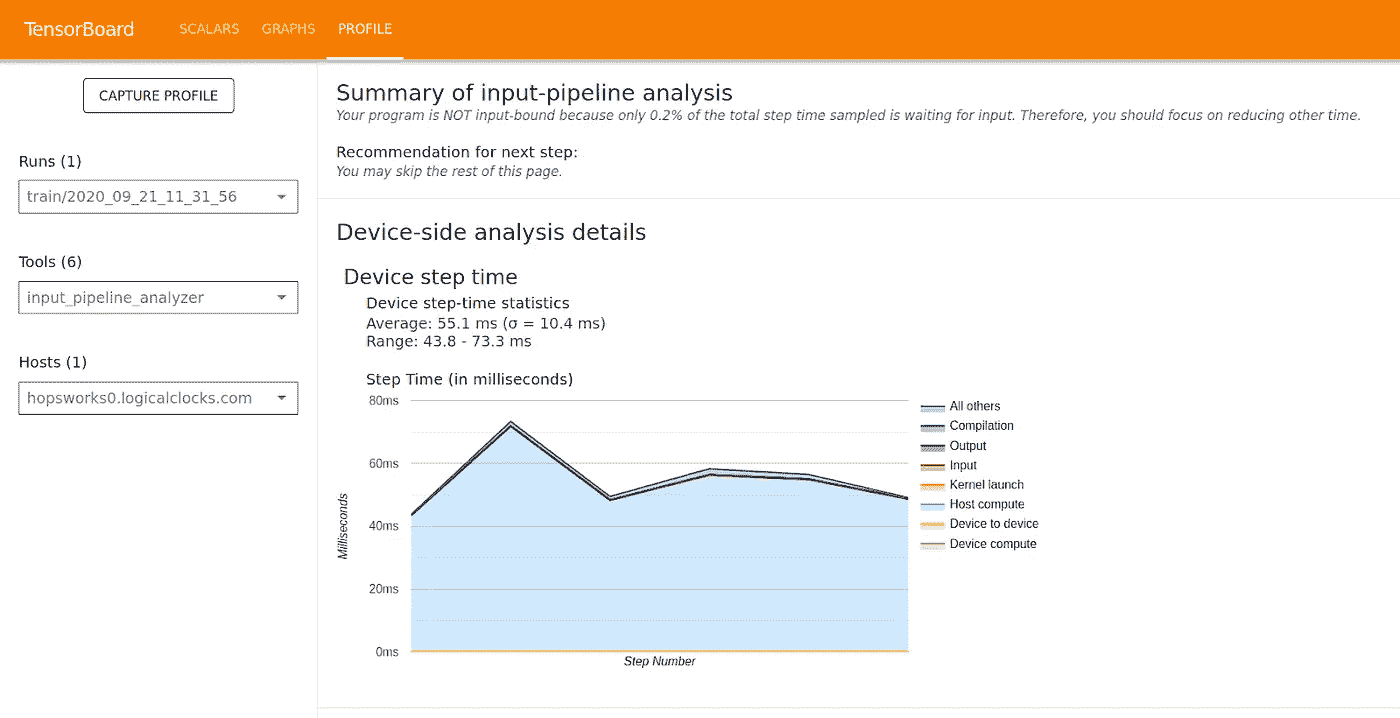 TensorBoard SCALARS GRAPHS PROFILE
CAPTURE PROFILE
Runs (1)
train/2020_09_21_11_31_56
Tools (6)
input_pipeline_analyzer
Hosts (1)
hopsworks0.logicalclocks.com
Summary of input-pipeline analysis
Your program is NOT input-bound because only 0.2% of the total step time sampled is waiting for input. Therefore, you should focus on reducing other time.
Recommendation for next step:
You may skip the rest of this page.
Device-side analysis details
Device step time
Device step-time statistics
Average: 55.1 ms (σ = 10.4 ms)
Range: 43.8 - 73.3 ms
Step Time (in milliseconds)
80ms
60ms
40ms
20ms
0ms
Milliseconds
Step Number
All others
Compilation
Output
Input
Kernel launch
Host compute
Device to device
Device compute